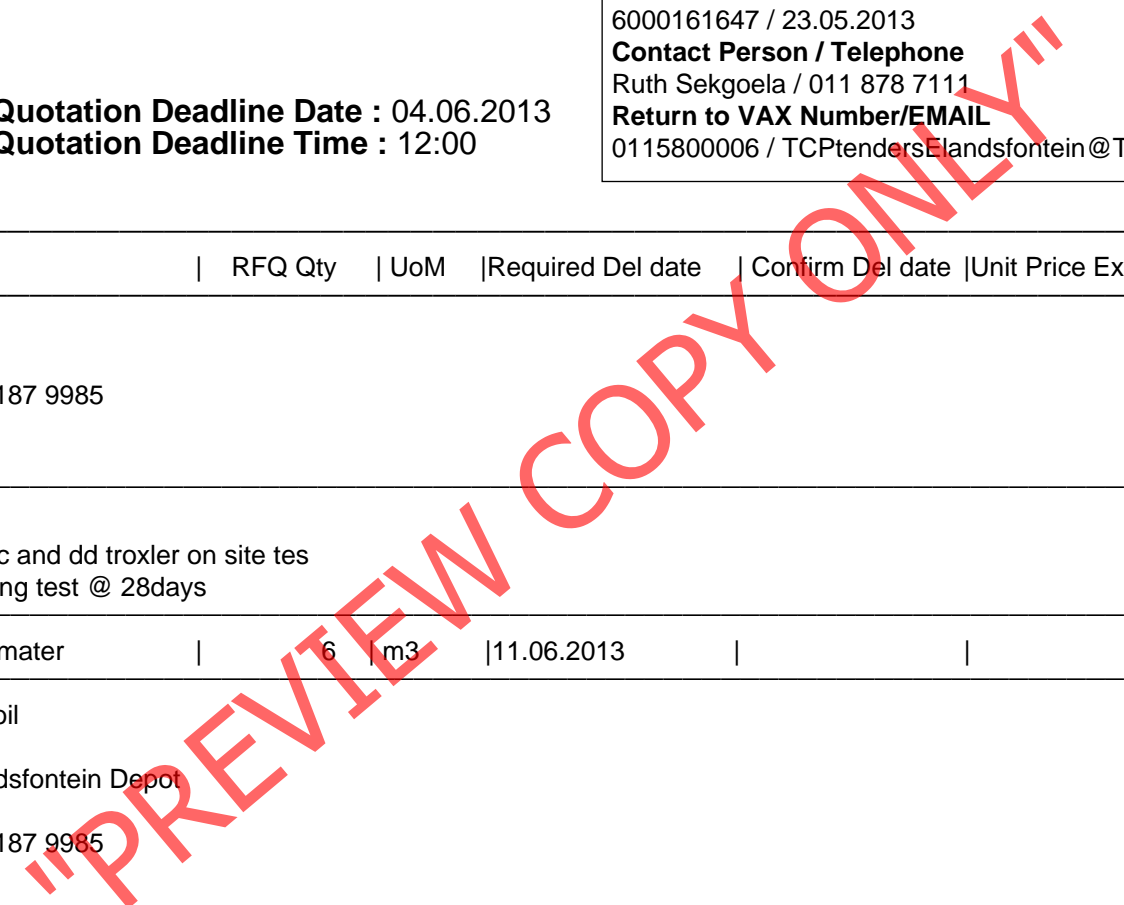 6000161647 / 23.05.2013
Contact Person / Telephone
Ruth Sekgoela / 011 878 7111
Return to VAX Number/EMAIL
0115800006 / TCPtendersElandsfontein@T
Quotation Deadline Date : 04.06.2013
Quotation Deadline Time : 12:00
| RFQ Qty | UoM |Required Del date | Confirm Del date |Unit Price Ex
187 9985
c and dd troxler on site tes
ng test @ 28days
mater | 6 | m3 |11.06.2013 | |
oil
dsfontein Depot
187 9985
"PREVIEW COPY ONLY"